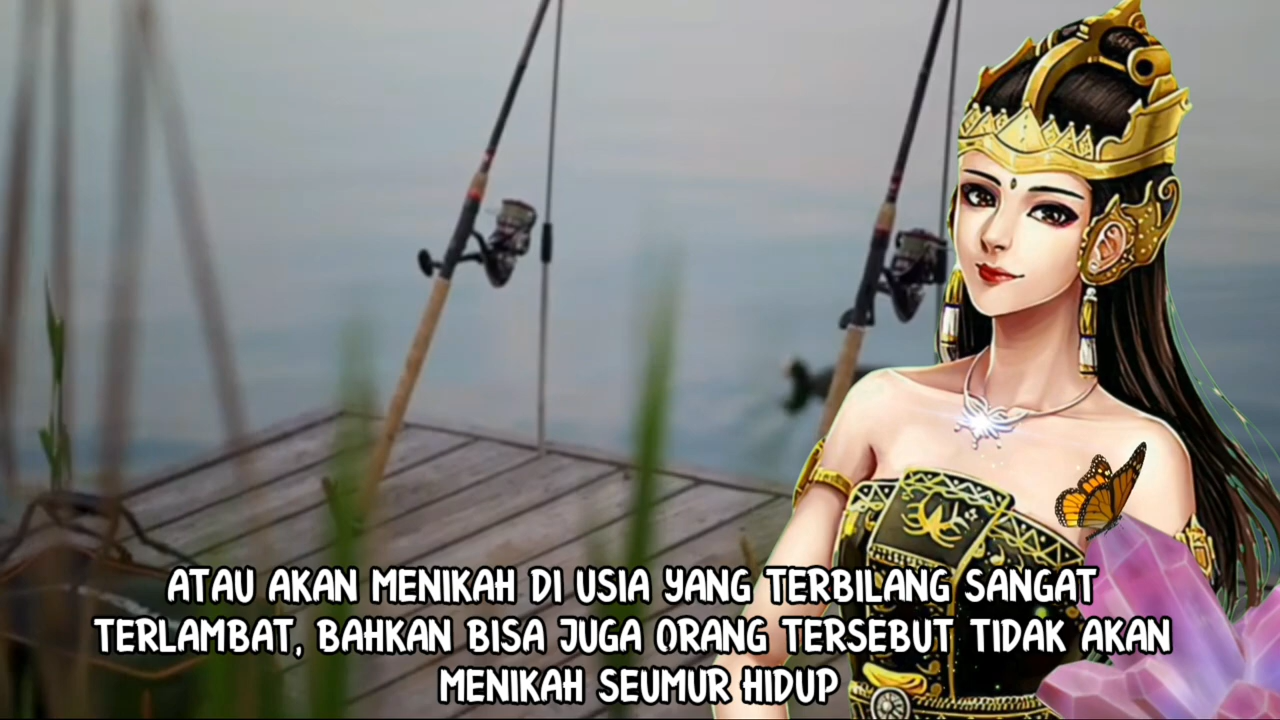 ATAU AKAN MENIKAH DI USIA YANG TERBILANG SANGAT
TERLAMBAT, BAHKAN BISA JUGA ORANG TERSEBUT TIDAK AKAN
MENIKAH SEUMUR HIDUP